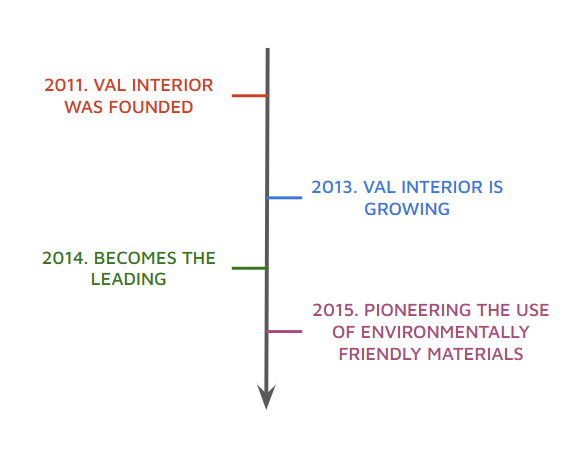 2011. VAL INTERIOR
WAS FOUNDED
2013. VAL INTERIOR IS
GROWING
2014. BECOMES THE
LEADING
2015. PIONEERING THE USE
OF ENVIRONMENTALLY
FRIENDLY MATERIALS